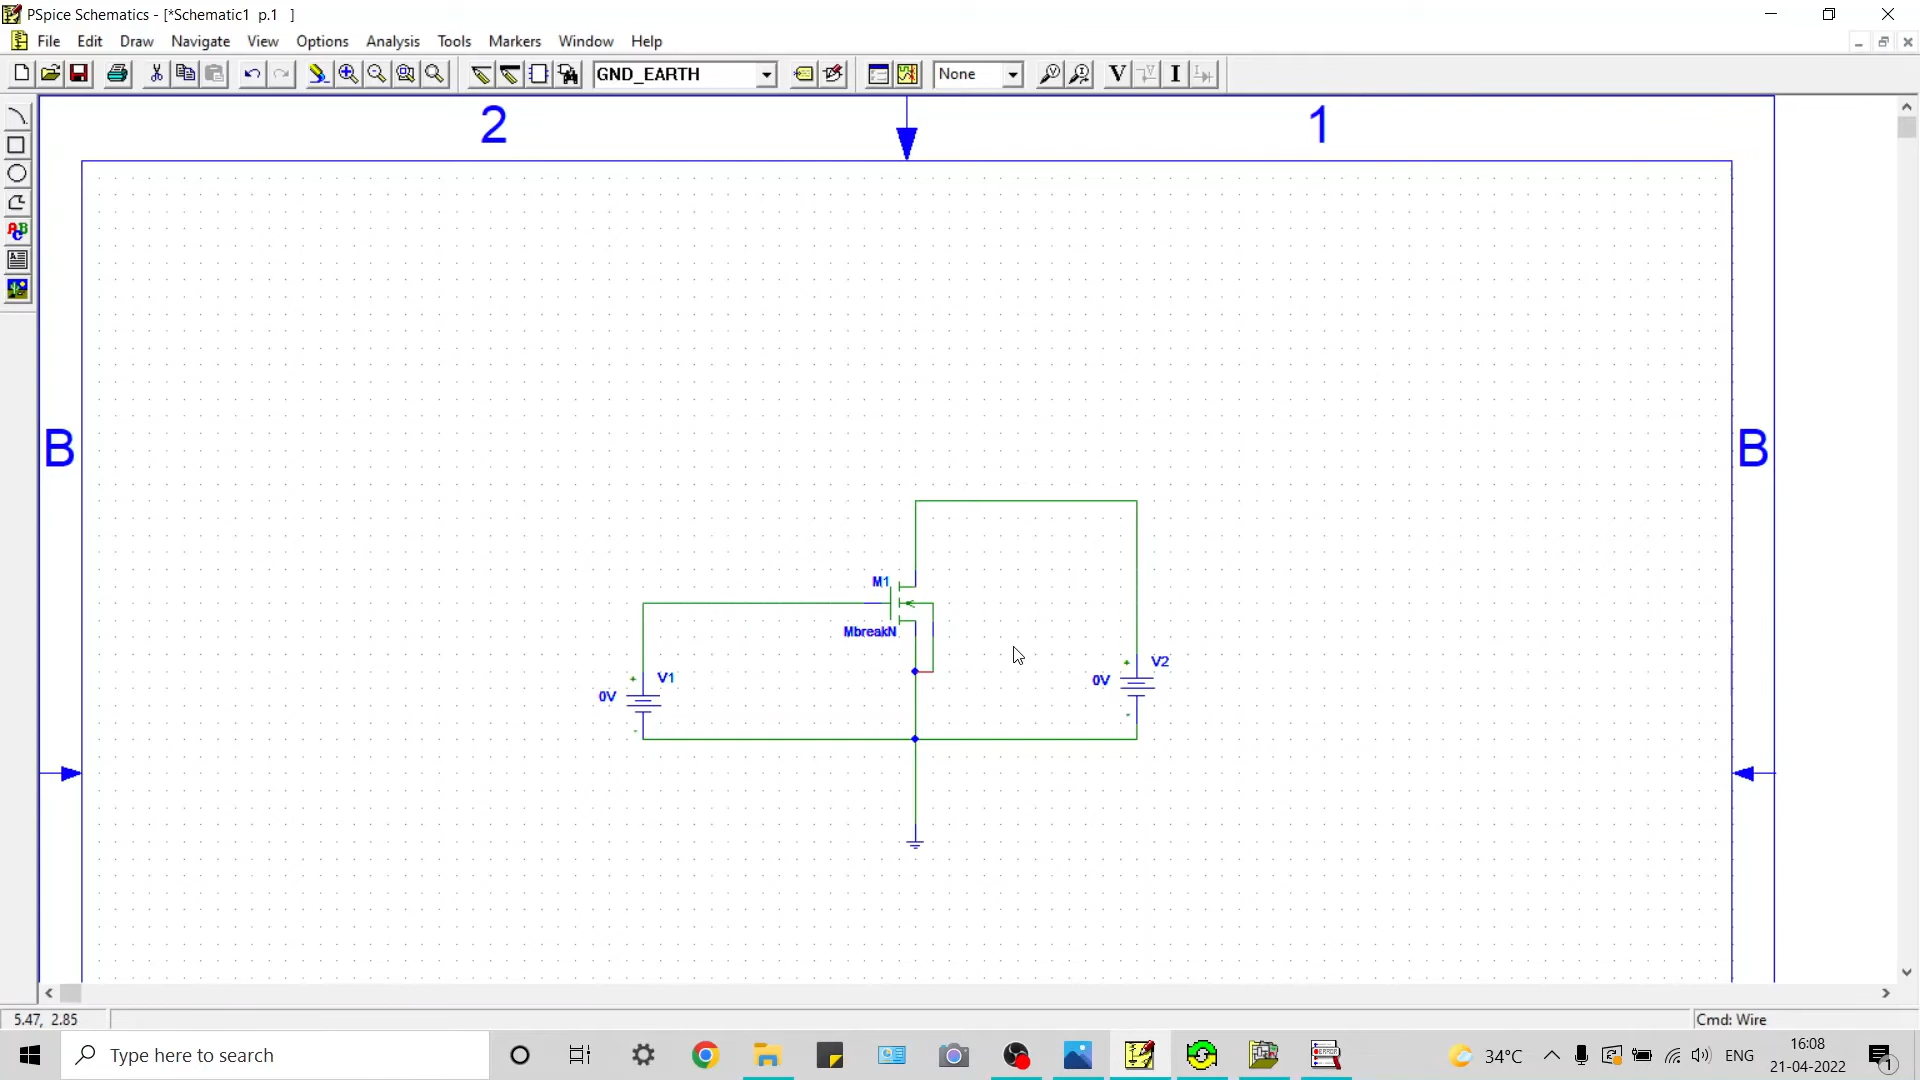 PSpice Schematics - [*Schematic1 p.1 ]
File Edit Draw Navigate View Options Analysis Tools Markers Window Help
GND_EARTH None V V I
ABC
2 1
B B
M1
MbreakN
V1
0V
V2
0V
5.47, 2.85 Cmd: Wire
Type here to search 34°C ENG 16:08
21-04-2022 1